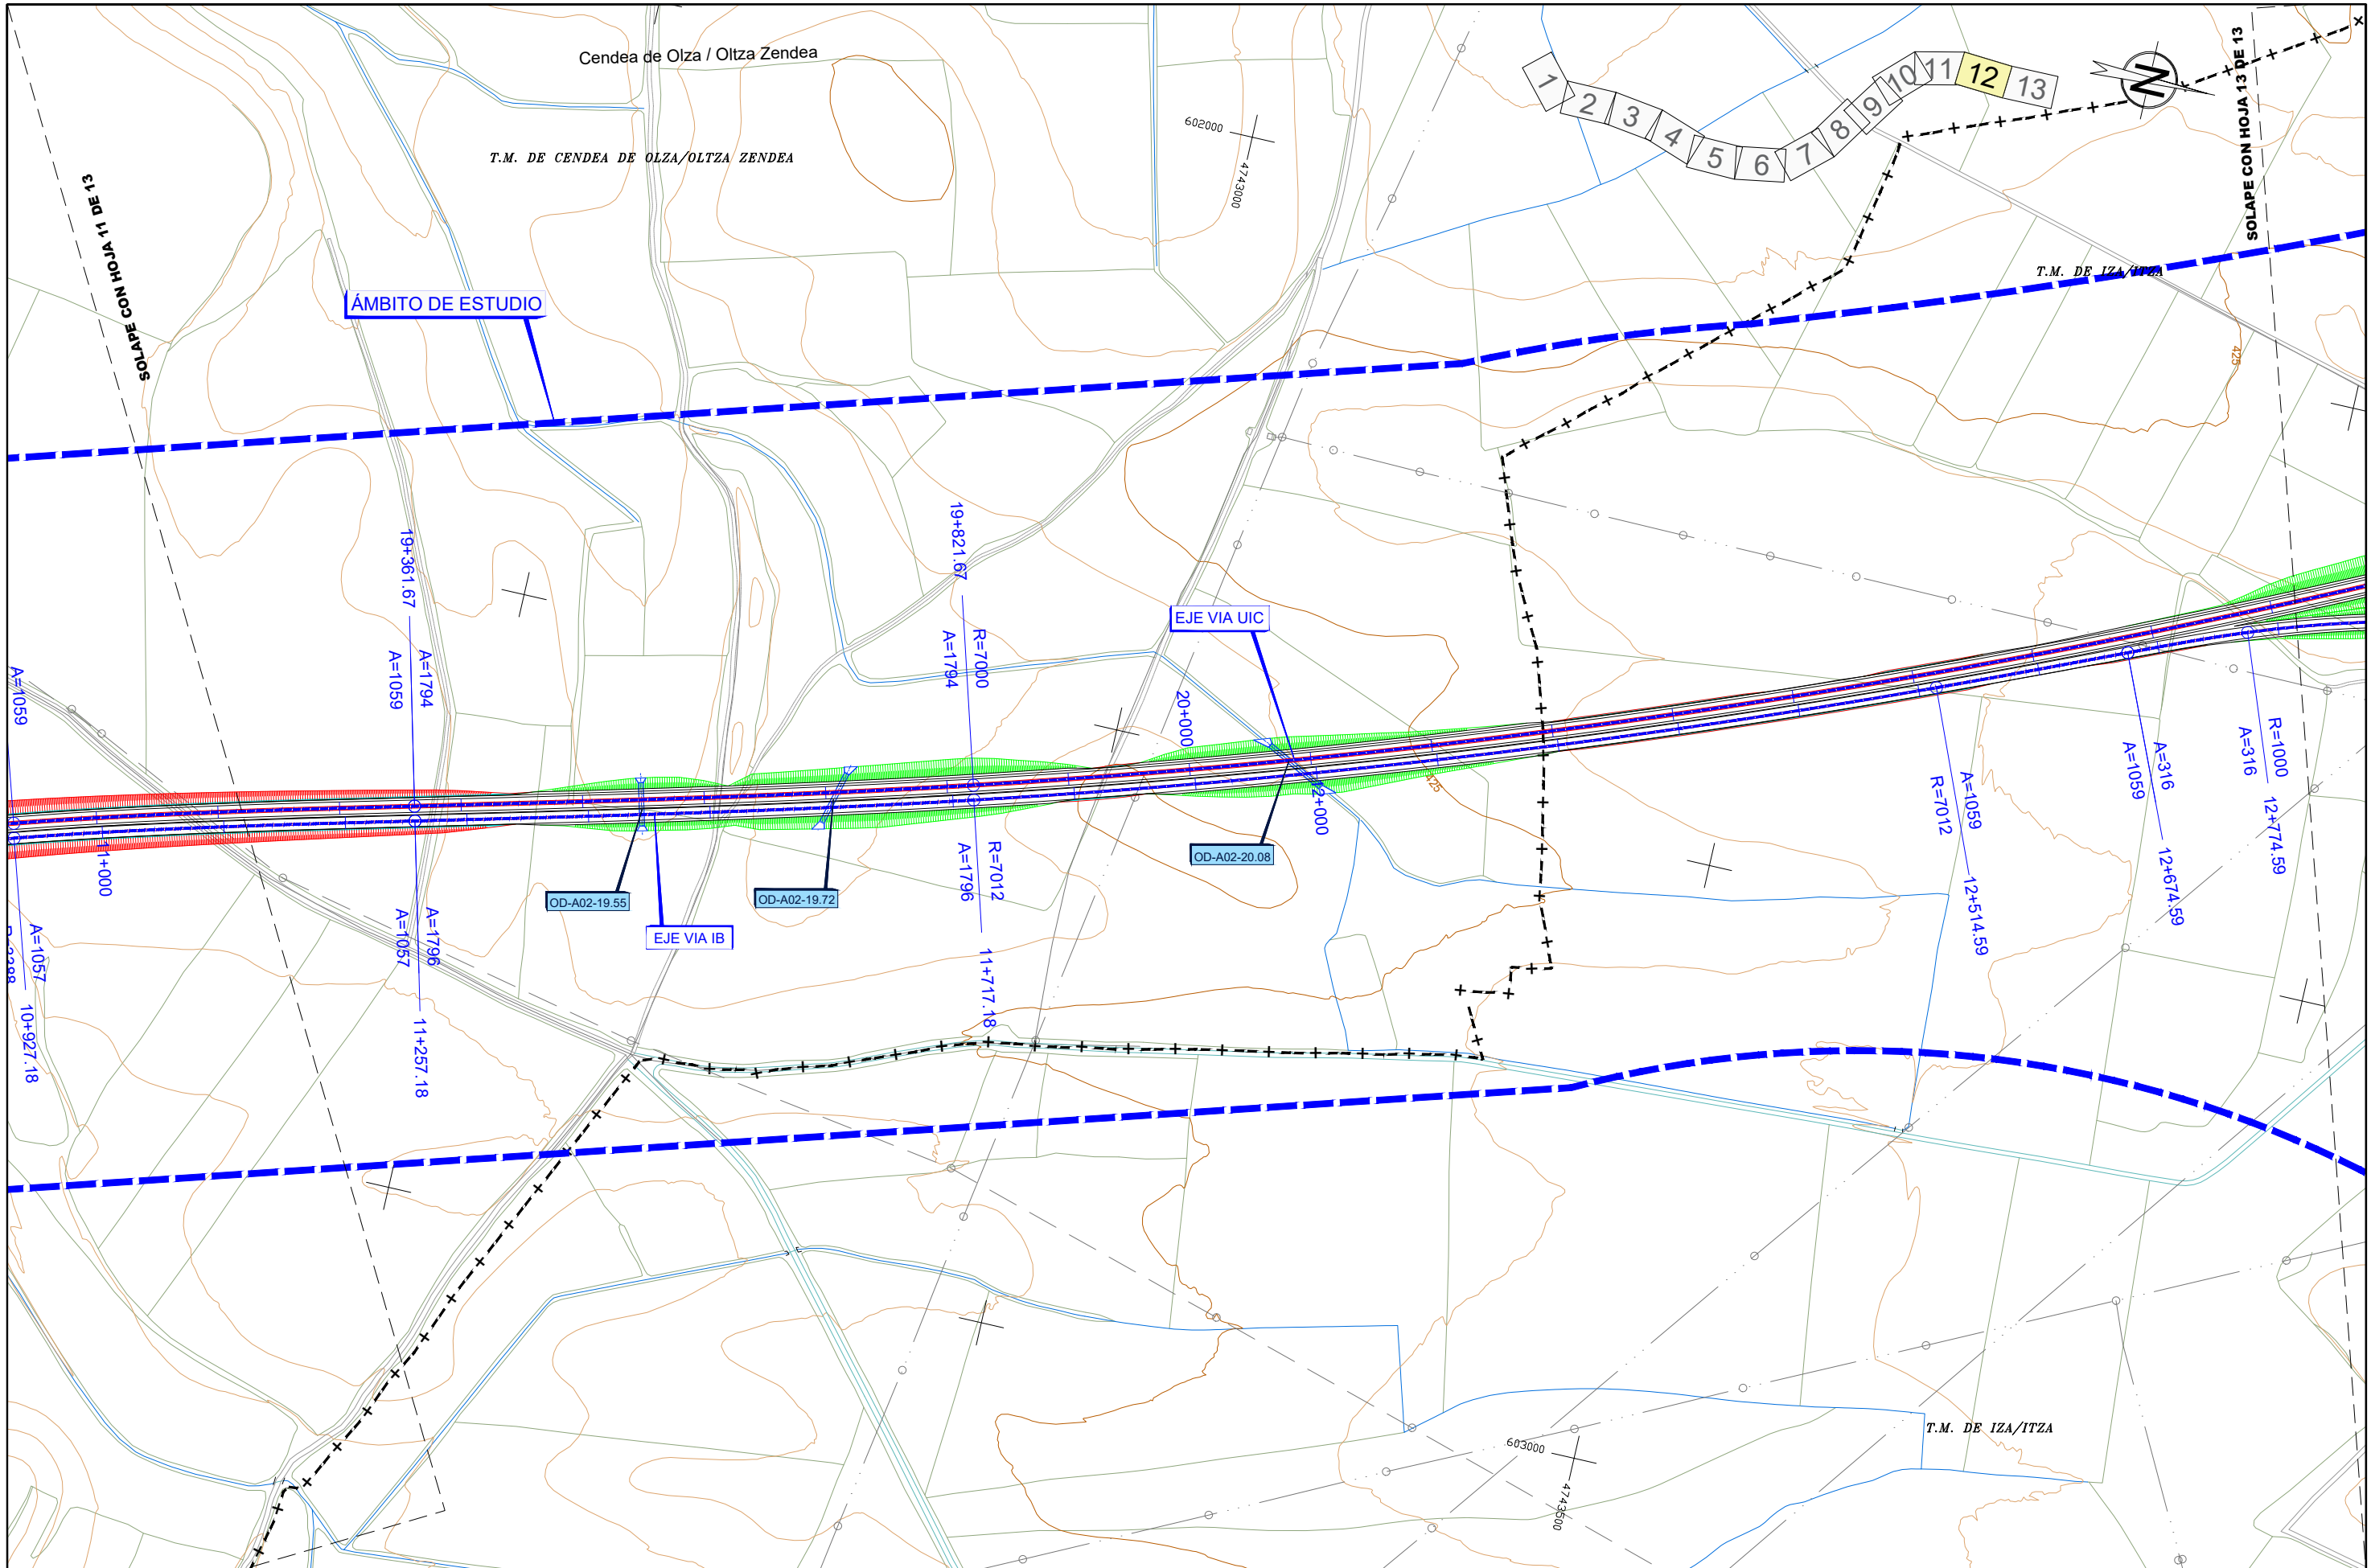 Cendea de Olza / Oltza Zendea
T.M. DE CENDEA DE OLZA/OLTZA ZENDEA
SOLAPE CON HOJA 11 DE 13
602000
4743000
1
2
3
4
5
6
7
8
9
10
11
12
13
N
SOLAPE CON HOJA 13 DE 13
T.M. DE IZA/ITZA
ÁMBITO DE ESTUDIO
425
19+361.67
A=1059
A=1794
19+821.67
A=1794
R=7000
EJE VIA UIC
20+000
A=1059
11+000
12+000
425
OD-A02-19.55
OD-A02-19.72
OD-A02-20.08
EJE VIA IB
A=1057
10+927.18
A=1057
A=1796
11+257.18
A=1796
R=7012
11+717.18
R=7012
A=1059
12+514.59
A=1059
A=316
12+674.59
A=316
R=1000
12+774.59
T.M. DE IZA/ITZA
603000
4743500